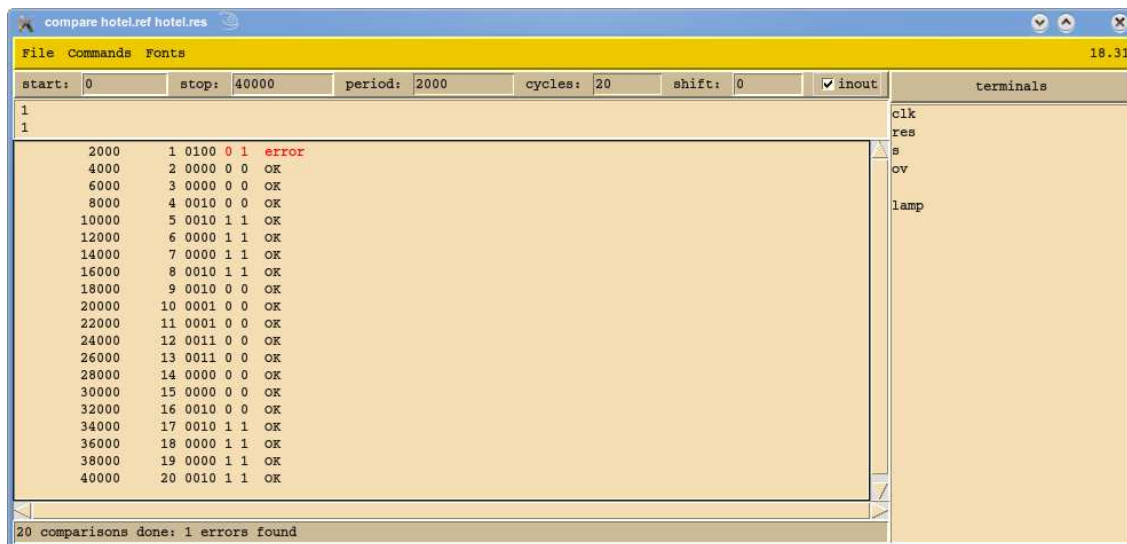 compare hotel.ref hotel.res
File Commands Fonts 18.31
start: 0 stop: 40000 period: 2000 cycles: 20 shift: 0 inout terminals
1
1
2000 1 0100 0 1 error
4000 2 0000 0 0 OK
6000 3 0000 0 0 OK
8000 4 0010 0 0 OK
10000 5 0010 1 1 OK
12000 6 0000 1 1 OK
14000 7 0000 1 1 OK
16000 8 0010 1 1 OK
18000 9 0010 0 0 OK
20000 10 0001 0 0 OK
22000 11 0001 0 0 OK
24000 12 0011 0 0 OK
26000 13 0011 0 0 OK
28000 14 0000 0 0 OK
30000 15 0000 0 0 OK
32000 16 0010 0 0 OK
34000 17 0010 1 1 OK
36000 18 0000 1 1 OK
38000 19 0000 1 1 OK
40000 20 0010 1 1 OK
clk
res
s
ov
lamp
20 comparisons done: 1 errors found